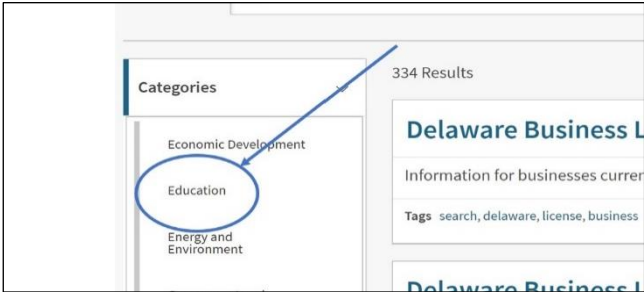 Categories
Economic Development
Education
Energy and
Environment
334 Results
Delaware Business
Information for businesses
Tags search, delaware, license, business
Delaware Business